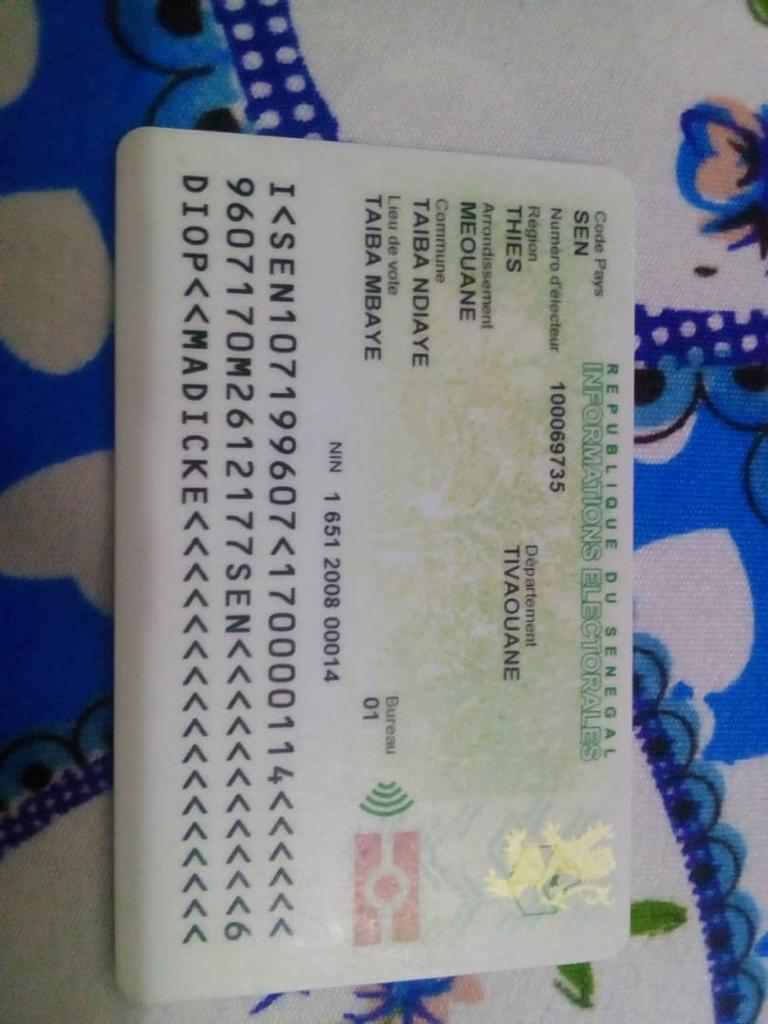 REPUBLIQUE DU SENEGAL
INFORMATIONS ELECTORALES
Code Pays
SEN
Numéro d'électeur 100069735
Région Département
THIES TIVAOUANE
Arrondissement
MEOUANE
Commune
TAIBA NDIAYE
Lieu de vote Bureau
TAIBA MBAYE 01
NIN 1 651 2008 00014
I<SEN1071199607<170000114<<<<<<
9607170M2612177SEN<<<<<<<<<<<6
DIOP<<MADICKE<<<<<<<<<<<<<<<<<